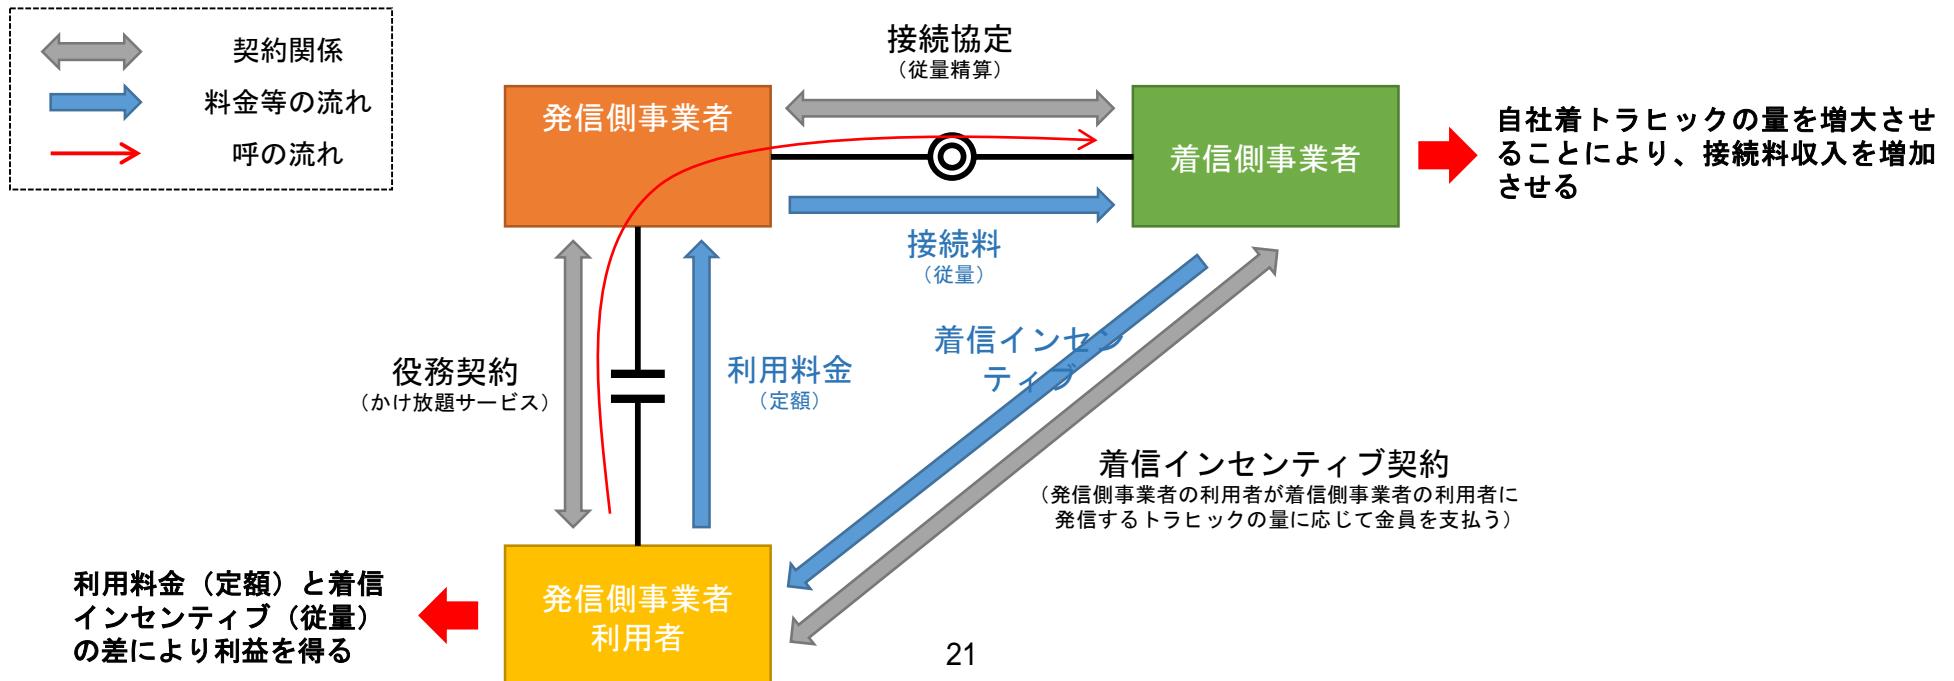 契約関係
料金等の流れ
呼の流れ
接続協定
（従量精算）
発信側事業者
着信側事業者
自社着トラヒックの量を増大させ
ることにより、接続料収入を増加
させる
接続料
（従量）
着信インセン
ティブ
役務契約
（かけ放題サービス）
利用料金
（定額）
着信インセンティブ契約
（発信側事業者の利用者が着信側事業者の利用者に
発信するトラヒックの量に応じて金員を支払う）
利用料金（定額）と着信
インセンティブ（従量）
の差により利益を得る
発信側事業者
利用者
21